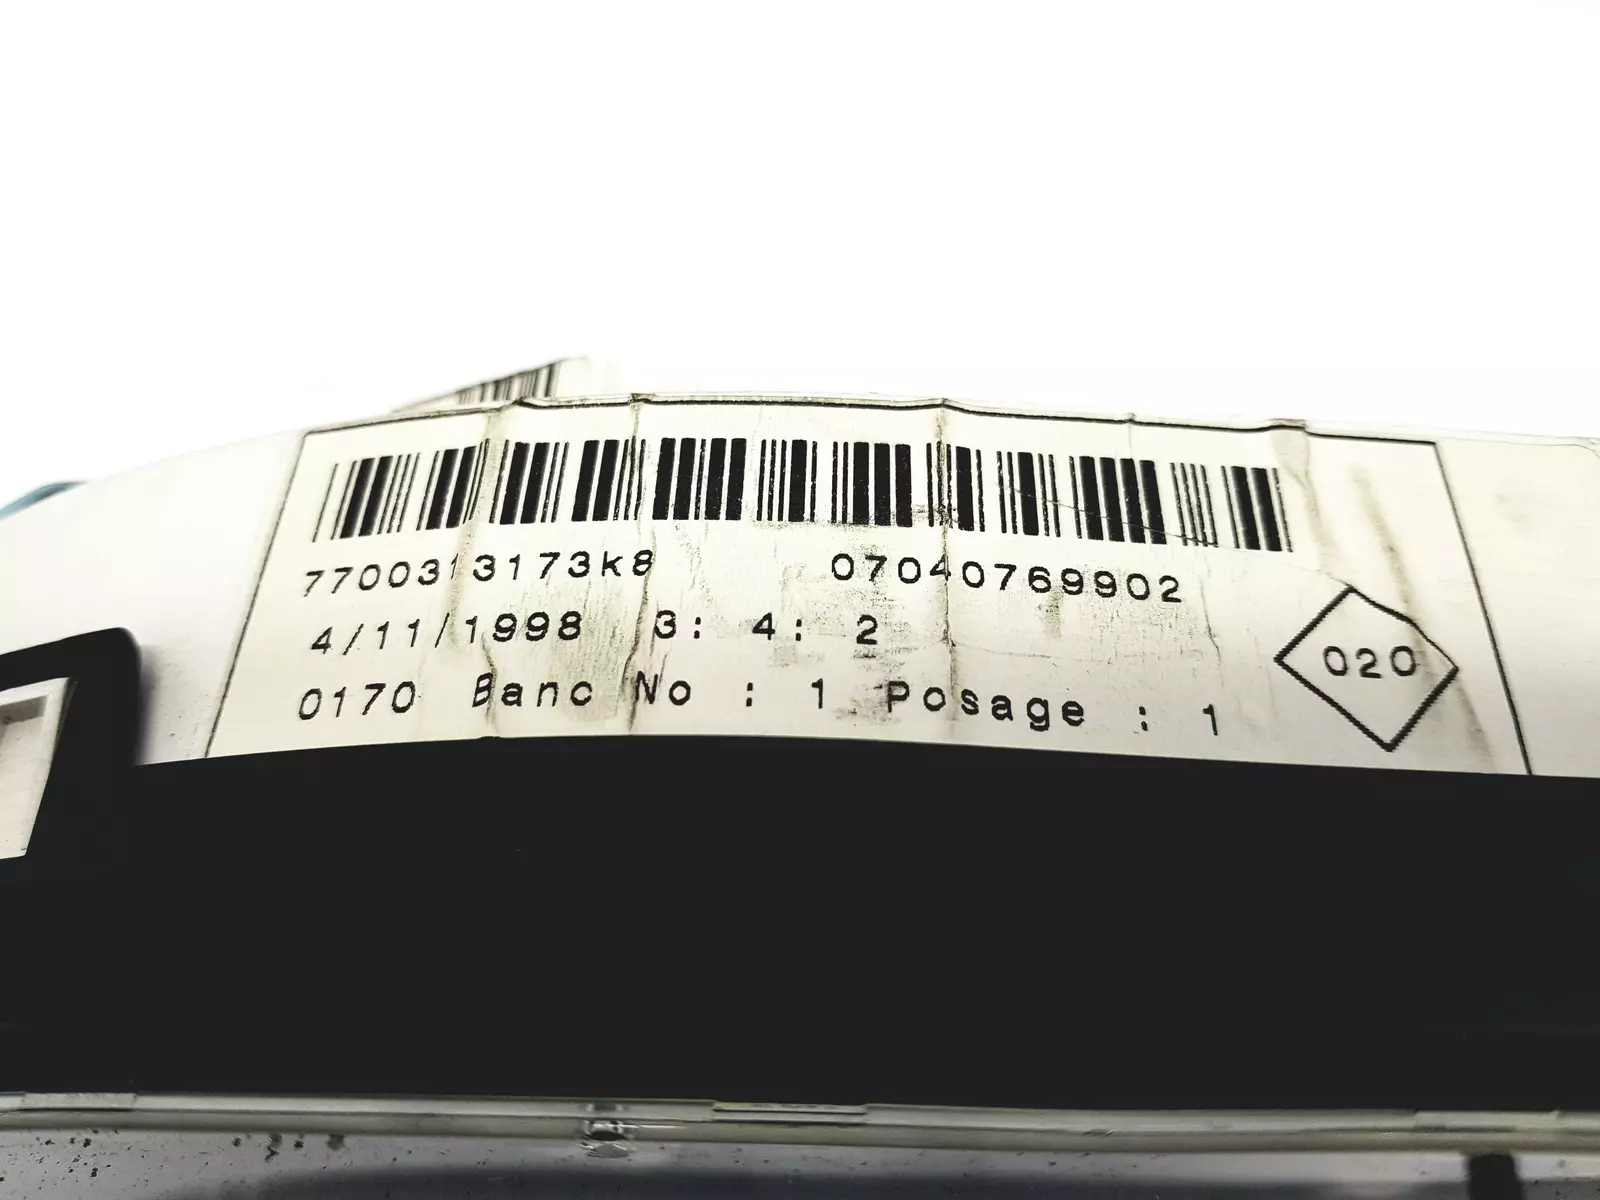 7700313173k8 07040769902
4/11/1998 3: 4: 2
020
0170 Banc No : 1 Posage : 1